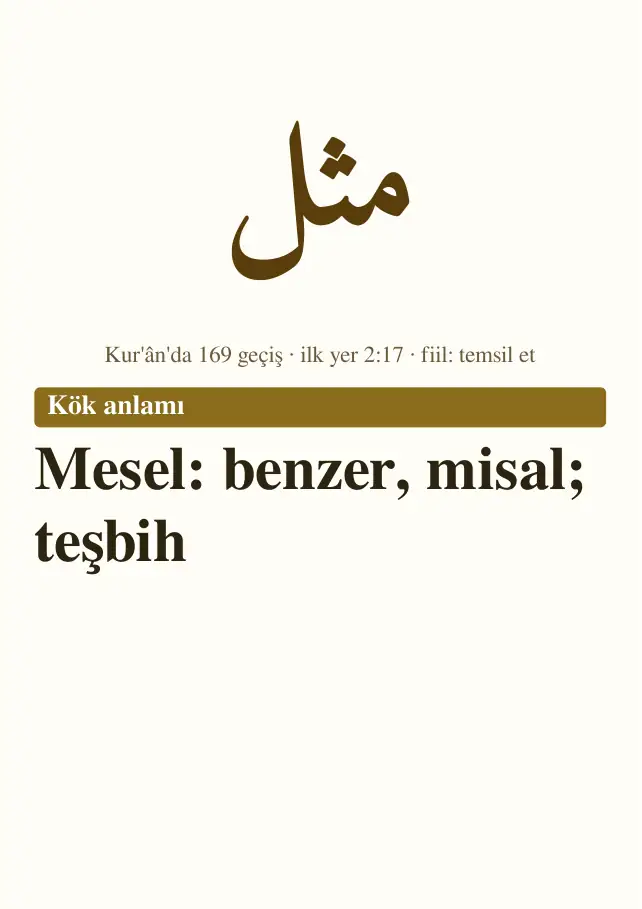 مثل
Kur'ân'da 169 geçiş · ilk yer 2:17 · fiil: temsil et
Kök anlamı
Mesel: benzer, misal;
teşbih